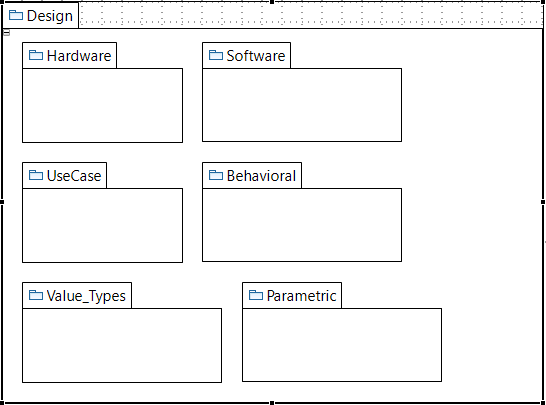 Design
Hardware
Software
UseCase
Behavioral
Value_Types
Parametric